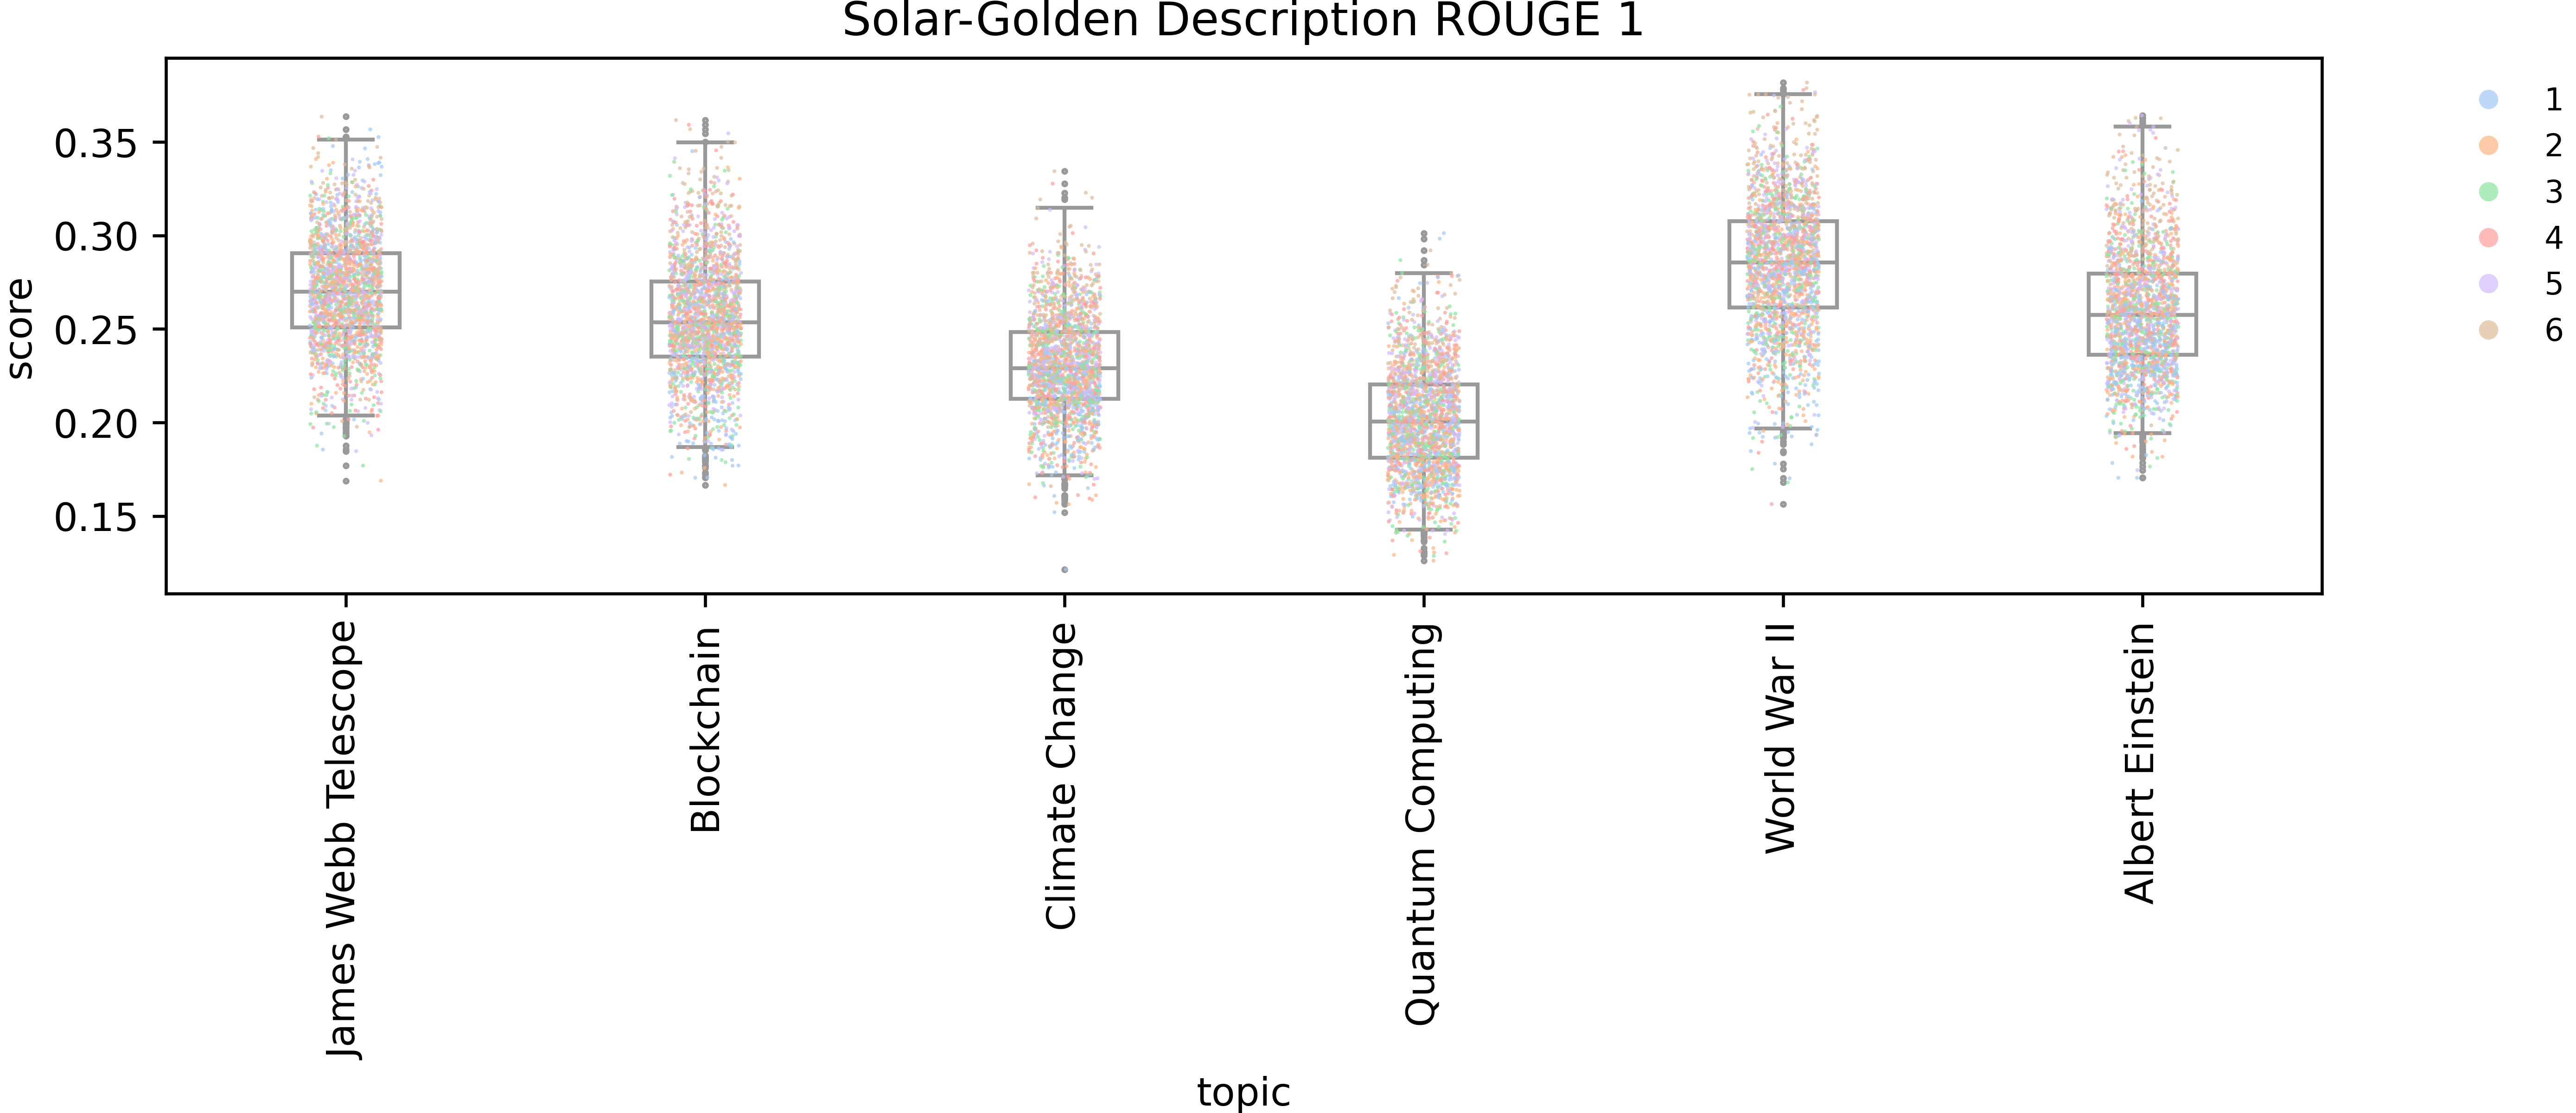 Solar-Golden Description ROUGE 1
score
0.35
0.30
0.25
0.20
0.15
1
2
3
4
5
6
James Webb Telescope
Blockchain
Climate Change
Quantum Computing
World War II
Albert Einstein
topic